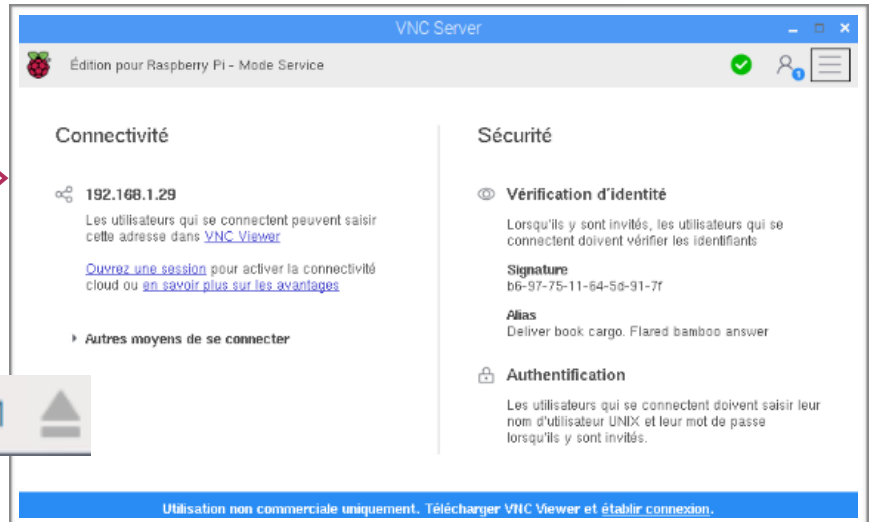 VNC Server
Édition pour Raspberry Pi - Mode Service
1
Connectivité
192.168.1.29
Les utilisateurs qui se connectent peuvent saisir
cette adresse dans VNC Viewer
Ouvrez une session pour activer la connectivité
cloud ou en savoir plus sur les avantages
Autres moyens de se connecter
Sécurité
Vérification d'identité
Lorsqu'ils y sont invités, les utilisateurs qui se
connectent doivent vérifier les identifiants
Signature
b6-97-75-11-64-5d-91-7f
Alias
Deliver book cargo. Flared bamboo answer
Authentification
Les utilisateurs qui se connectent doivent saisir leur
nom d'utilisateur UNIX et leur mot de passe
lorsqu'ils y sont invités.
Utilisation non commerciale uniquement. Télécharger VNC Viewer et établir connexion.